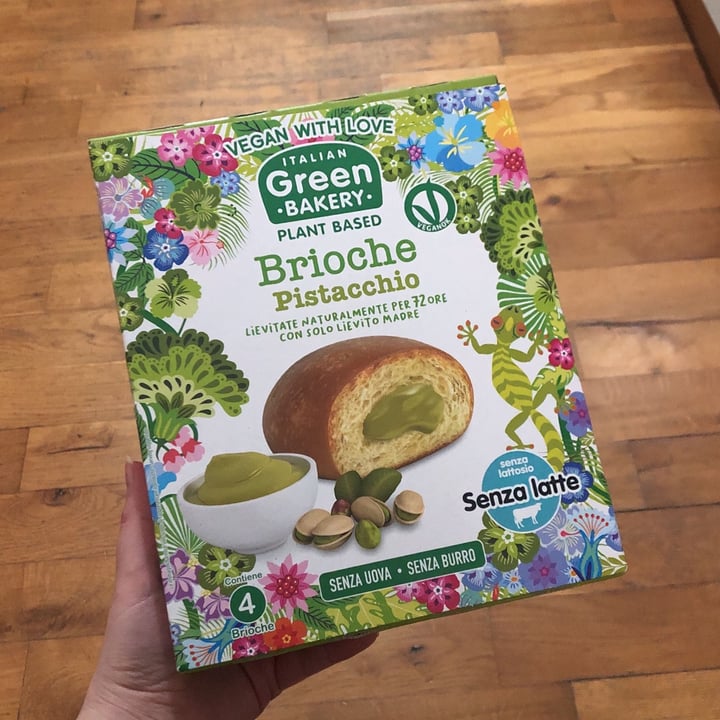 VEGAN WITH LOVE
ITALIAN
Green
• BAKERY •
PLANT BASED
VEGANOK
Brioche
Pistacchio
LIEVITATE NATURALMENTE PER 72 ORE
CON SOLO LIEVITO MADRE
senza
lattosio
Senza latte
SENZA UOVA • SENZA BURRO
Contiene
4
Brioche